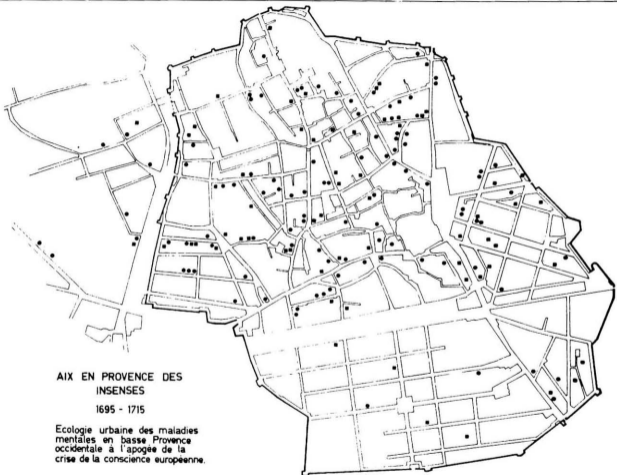 AIX EN PROVENCE DES
INSENSES
1695 - 1715
Ecologie urbaine des maladies
mentales en basse Provence
occidentale à l'apogée de la
crise de la conscience européenne.